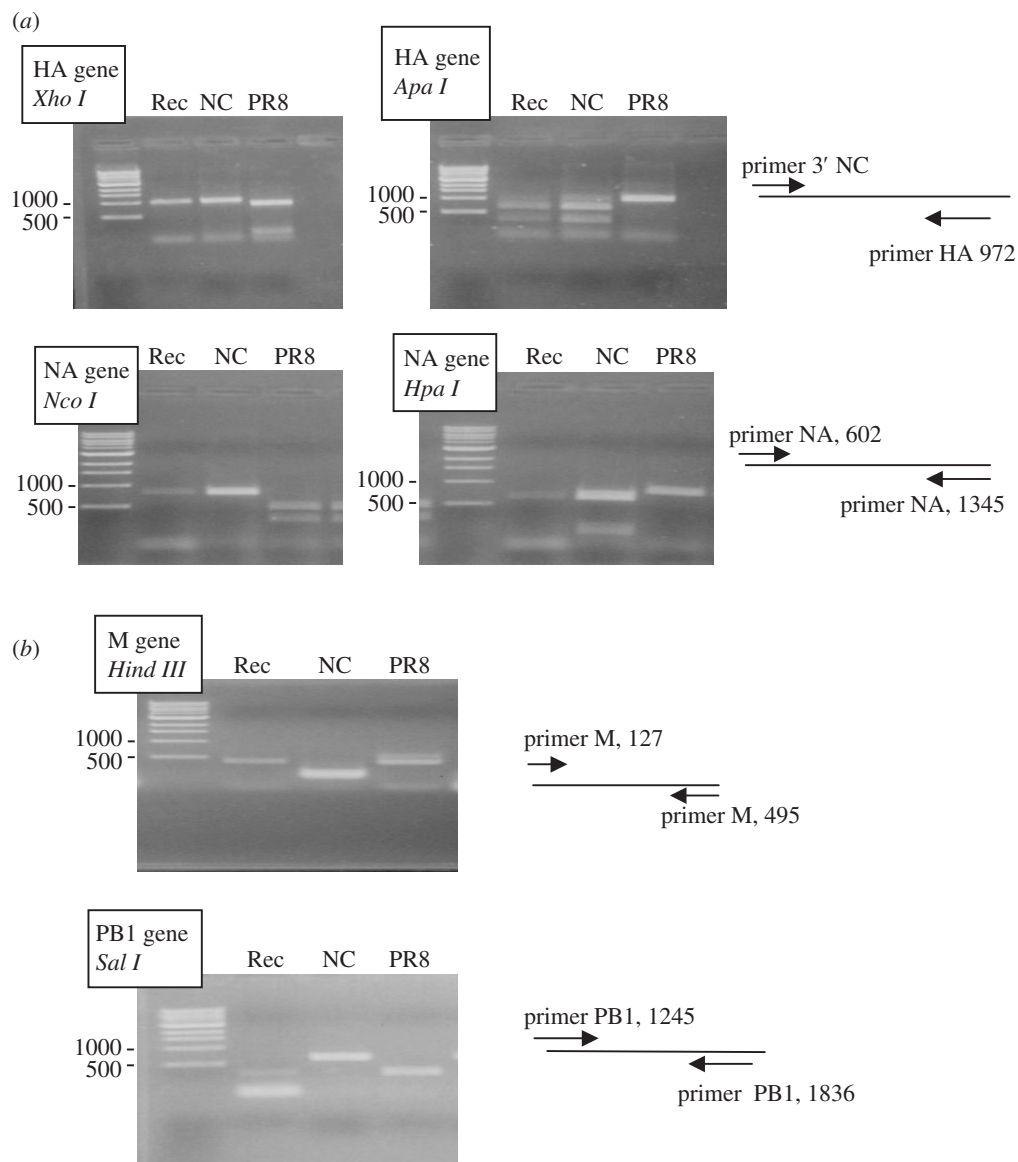 (a)
HA gene
Xho I
Rec NC PR8
1000
500
HA gene
Apa I
Rec NC PR8
1000
500
primer 3′ NC
primer HA 972
NA gene
Nco I
Rec NC PR8
1000
500
NA gene
Hpa I
Rec NC PR8
1000
500
primer NA, 602
primer NA, 1345
(b)
M gene
Hind III
Rec NC PR8
1000
500
primer M, 127
primer M, 495
PB1 gene
Sal I
Rec NC PR8
1000
500
primer PB1, 1245
primer PB1, 1836